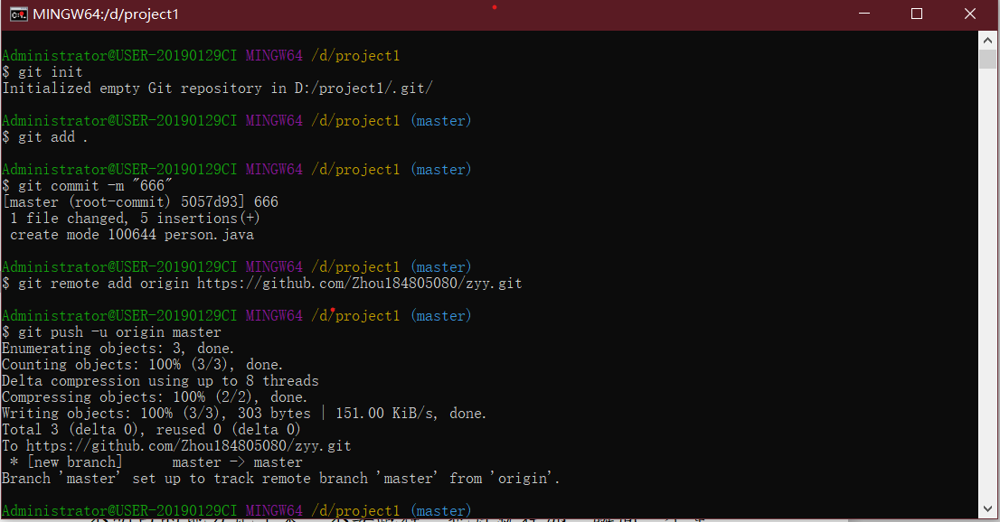 MINGW64:/d/project1
Administrator@USER-20190129CI MINGW64 /d/project1
$ git init
Initialized empty Git repository in D:/project1/.git/
Administrator@USER-20190129CI MINGW64 /d/project1 (master)
$ git add .
Administrator@USER-20190129CI MINGW64 /d/project1 (master)
$ git commit -m "666"
[master (root-commit) 5057d93] 666
 1 file changed, 5 insertions(+)
 create mode 100644 person.java
Administrator@USER-20190129CI MINGW64 /d/project1 (master)
$ git remote add origin https://github.com/Zhou184805080/zyy.git
Administrator@USER-20190129CI MINGW64 /d/project1 (master)
$ git push -u origin master
Enumerating objects: 3, done.
Counting objects: 100% (3/3), done.
Delta compression using up to 8 threads
Compressing objects: 100% (2/2), done.
Writing objects: 100% (3/3), 303 bytes | 151.00 KiB/s, done.
Total 3 (delta 0), reused 0 (delta 0)
To https://github.com/Zhou184805080/zyy.git
 * [new branch]      master -> master
Branch 'master' set up to track remote branch 'master' from 'origin'.
Administrator@USER-20190129CI MINGW64 /d/project1 (master)